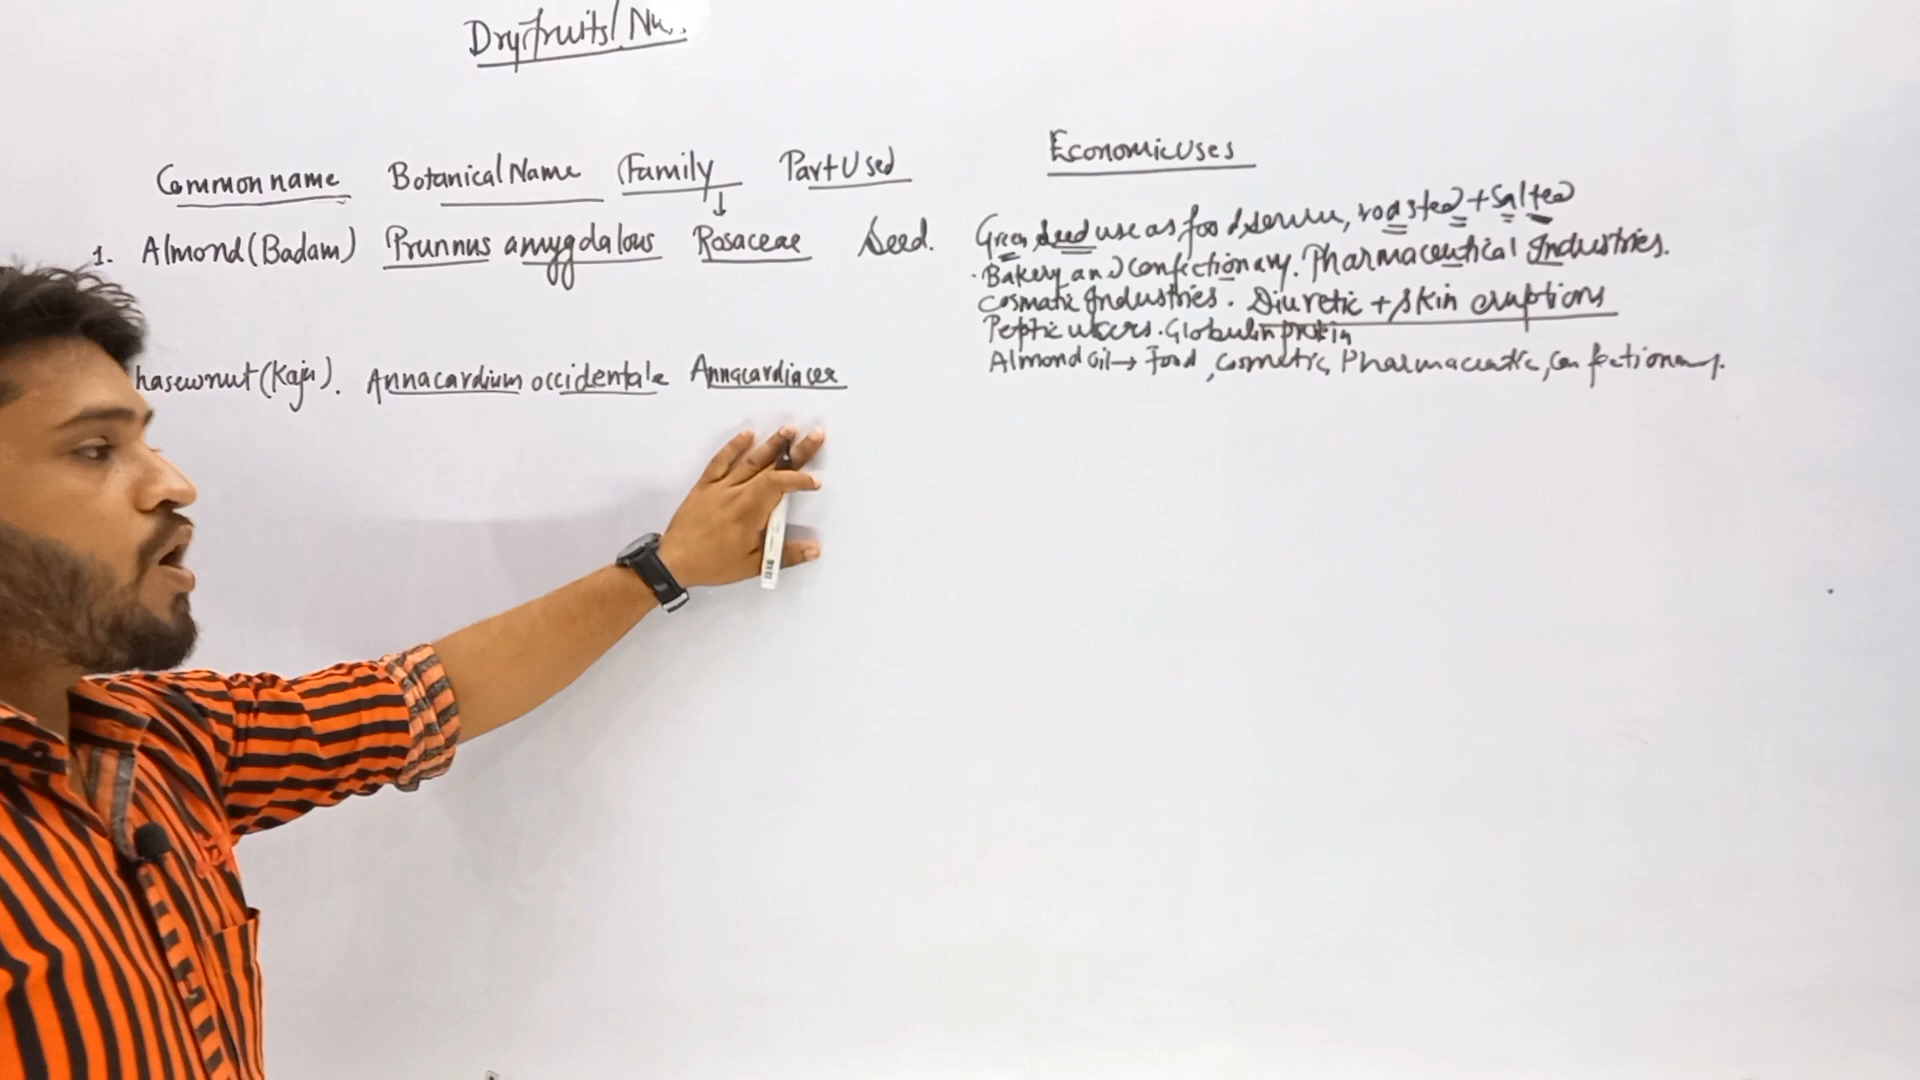 Dryfruits/Nu..
Common name Botanical Name Family Part Used Economic Uses
1. Almond (Badam) Prunnus amygdalous Rosaceae Seed. Green seed use as food, roasted + Salted
. Bakery and confectionary. Pharmaceutical Industries.
Cosmatic Industries. Diuretic + skin eruptions
Peptic ulcers. Globulin protein
Almond Oil → Food, Cosmetic, Pharmaceutic, Confectionary.
hasewnut (Kaju). Annacardium occidentale Annacardiacea